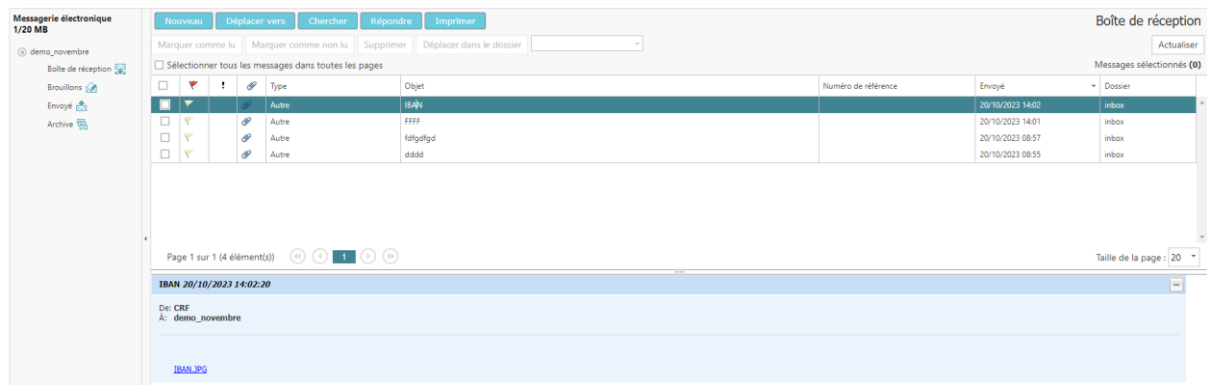 Messagerie électronique
1/20 MB
demo_novembre
Boîte de réception
Brouillons
Envoyé
Archive
Nouveau Déplacer vers Chercher Répondre Imprimer
Boîte de réception
Marquer comme lu Marquer comme non lu Supprimer Déplacer dans le dossier
Actualiser
Sélectionner tous les messages dans toutes les pages
Messages sélectionnés (0)
! Type Objet Numéro de référence Envoyé Dossier
Autre IBAN 20/10/2023 14:02 inbox
Autre FFFF 20/10/2023 14:01 inbox
Autre fdfgdfgd 20/10/2023 08:57 inbox
Autre dddd 20/10/2023 08:55 inbox
Page 1 sur 1 (4 élément(s)) 1
Taille de la page : 20
IBAN 20/10/2023 14:02:20
De: CRF
À: demo_novembre
IBAN.JPG